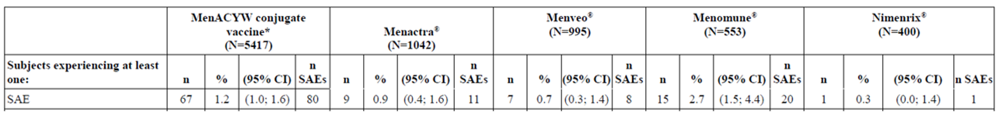 MenACYW conjugate vaccine* (N=5417) Menactra® (N=1042) Menveo® (N=995) Menomune® (N=553) Nimenrix® (N=400)
Subjects experiencing at least one: n % (95% CI) n SAEs n % (95% CI) n SAEs n % (95% CI) n SAEs n % (95% CI) n SAEs n % (95% CI) n SAEs
SAE 67 1.2 (1.0; 1.6) 80 9 0.9 (0.4; 1.6) 11 7 0.7 (0.3; 1.4) 8 15 2.7 (1.5; 4.4) 20 1 0.3 (0.0; 1.4) 1